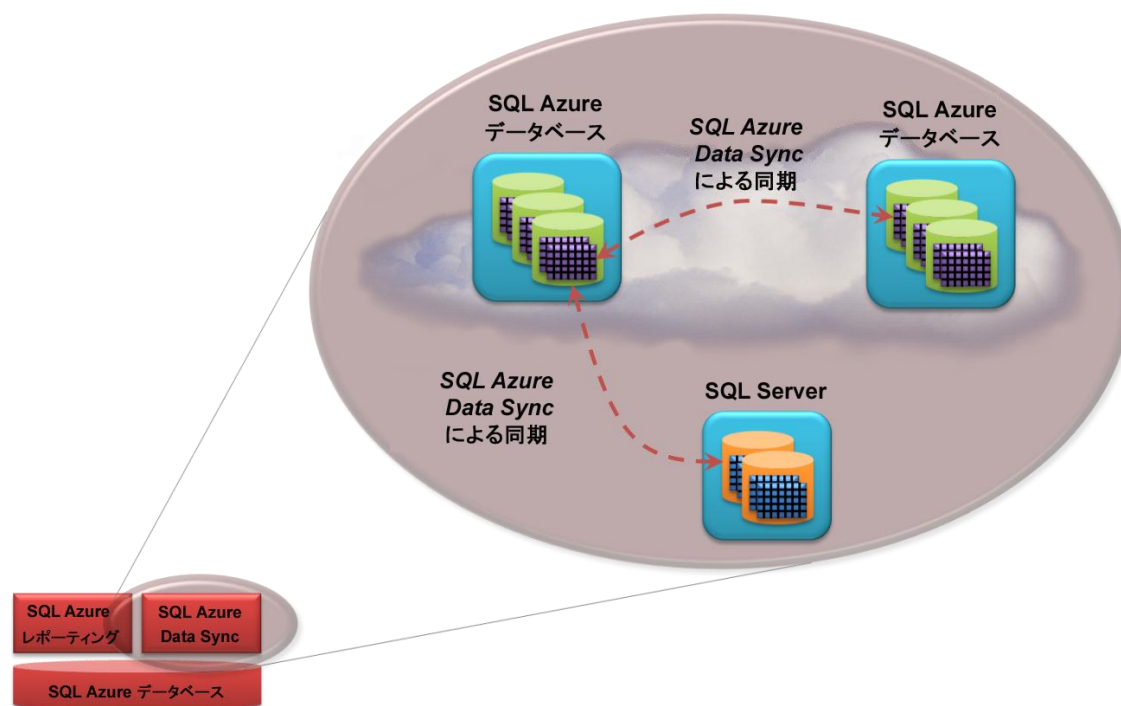 SQL Azure
データベース
SQL Azure
Data Sync
による同期
SQL Azure
データベース
SQL Azure
Data Sync
による同期
SQL Server
SQL Azure
レポーティング
SQL Azure
Data Sync
SQL Azure データベース